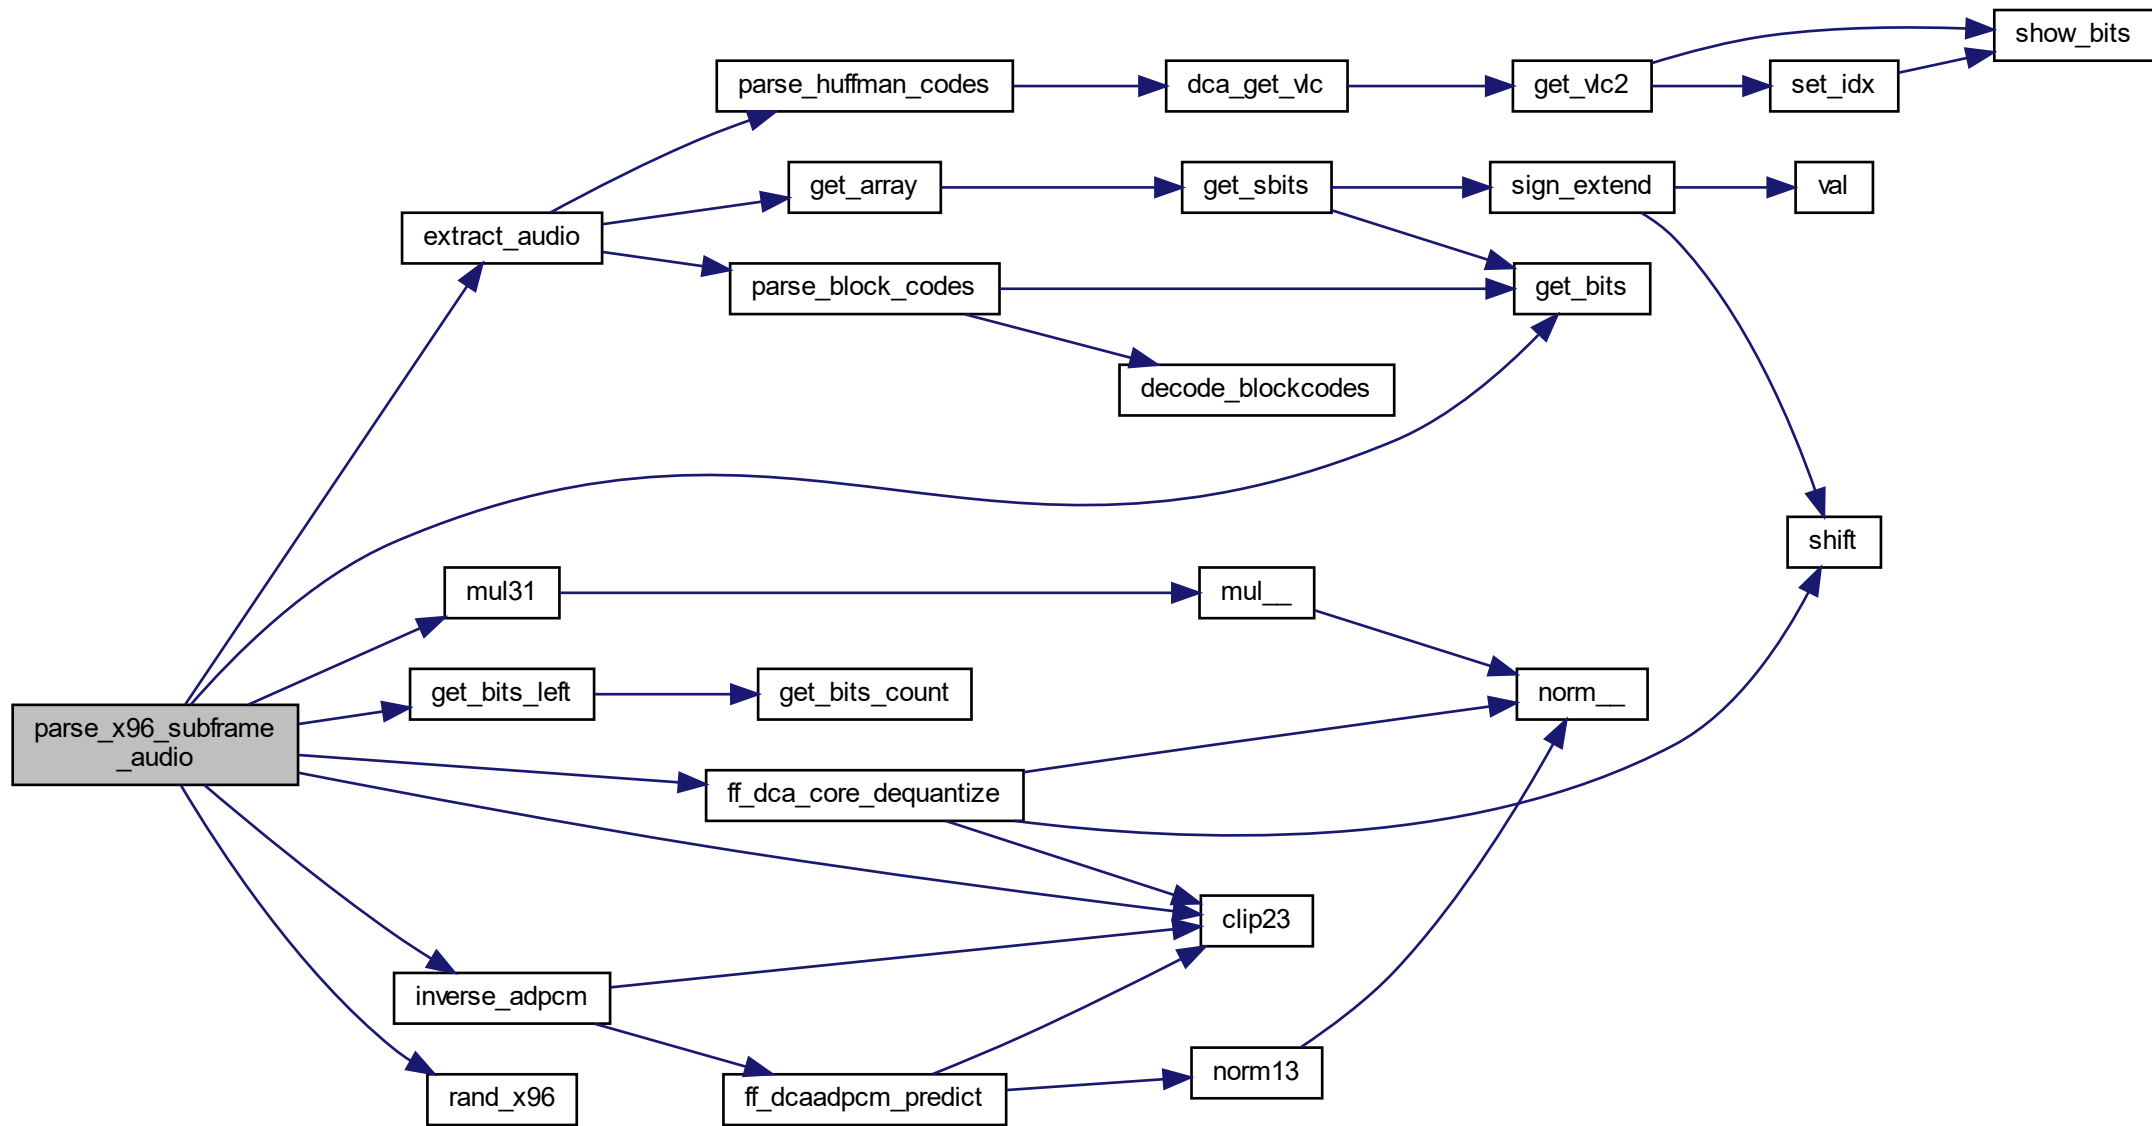 show_bits
parse_huffman_codes
dca_get_vlc
get_vlc2
set_idx
get_array
get_sbits
sign_extend
val
extract_audio
parse_block_codes
get_bits
decode_blockcodes
shift
mul31
mul__
get_bits_left
get_bits_count
norm__
parse_x96_subframe
_audio
ff_dca_core_dequantize
clip23
inverse_adpcm
norm13
rand_x96
ff_dcaadpcm_predict